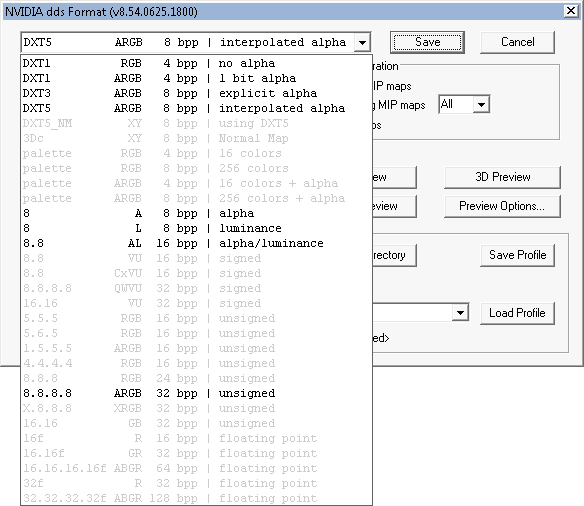 NVIDIA dds Format (v8.54.0625.1800)
DXT5 ARGB 8 bpp | interpolated alpha
Save
Cancel
DXT1 RGB 4 bpp | no alpha
DXT1 ARGB 4 bpp | 1 bit alpha
DXT3 ARGB 8 bpp | explicit alpha
DXT5 ARGB 8 bpp | interpolated alpha
DXT5_NM XY 8 bpp | using DXT5
3Dc XY 8 bpp | Normal Map
palette RGB 4 bpp | 16 colors
palette RGB 8 bpp | 256 colors
palette ARGB 4 bpp | 16 colors + alpha
palette ARGB 8 bpp | 256 colors + alpha
8 A 8 bpp | alpha
8 L 8 bpp | luminance
8.8 AL 16 bpp | alpha/luminance
8.8 VU 16 bpp | signed
8.8 CxVU 16 bpp | signed
8.8.8.8 QWVU 32 bpp | signed
16.16 VU 32 bpp | signed
5.5.5 RGB 16 bpp | unsigned
5.6.5 RGB 16 bpp | unsigned
1.5.5.5 ARGB 16 bpp | unsigned
4.4.4.4 RGB 16 bpp | unsigned
8.8.8 RGB 24 bpp | unsigned
8.8.8.8 ARGB 32 bpp | unsigned
X.8.8.8 XRGB 32 bpp | unsigned
16.16 GB 32 bpp | unsigned
16f R 16 bpp | floating point
16.16f GR 32 bpp | floating point
16.16.16.16f ABGR 64 bpp | floating point
32f R 32 bpp | floating point
32.32.32.32f ABGR 128 bpp | floating point
ration
IIP maps
g MIP maps
All
ps
ew
3D Preview
eview
Preview Options...
rectory
Save Profile
Load Profile
ed>